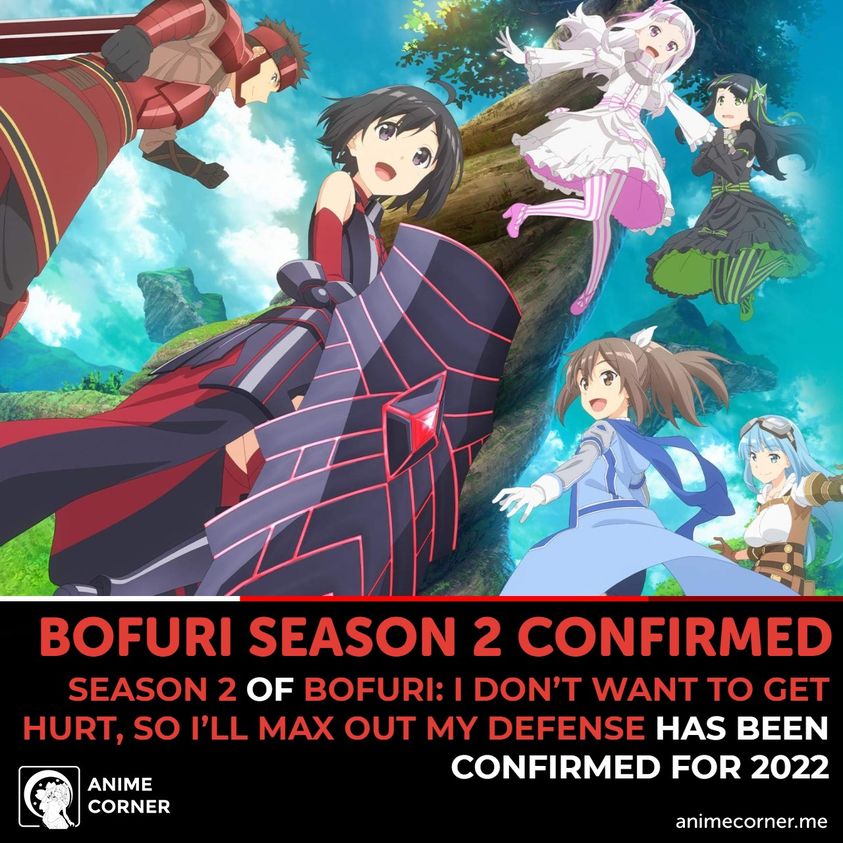 BOFURI SEASON 2 CONFIRMED
SEASON 2 OF BOFURI: I DON’T WANT TO GET
HURT, SO I’LL MAX OUT MY DEFENSE HAS BEEN
CONFIRMED FOR 2022
ANIME
CORNER
animecorner.me